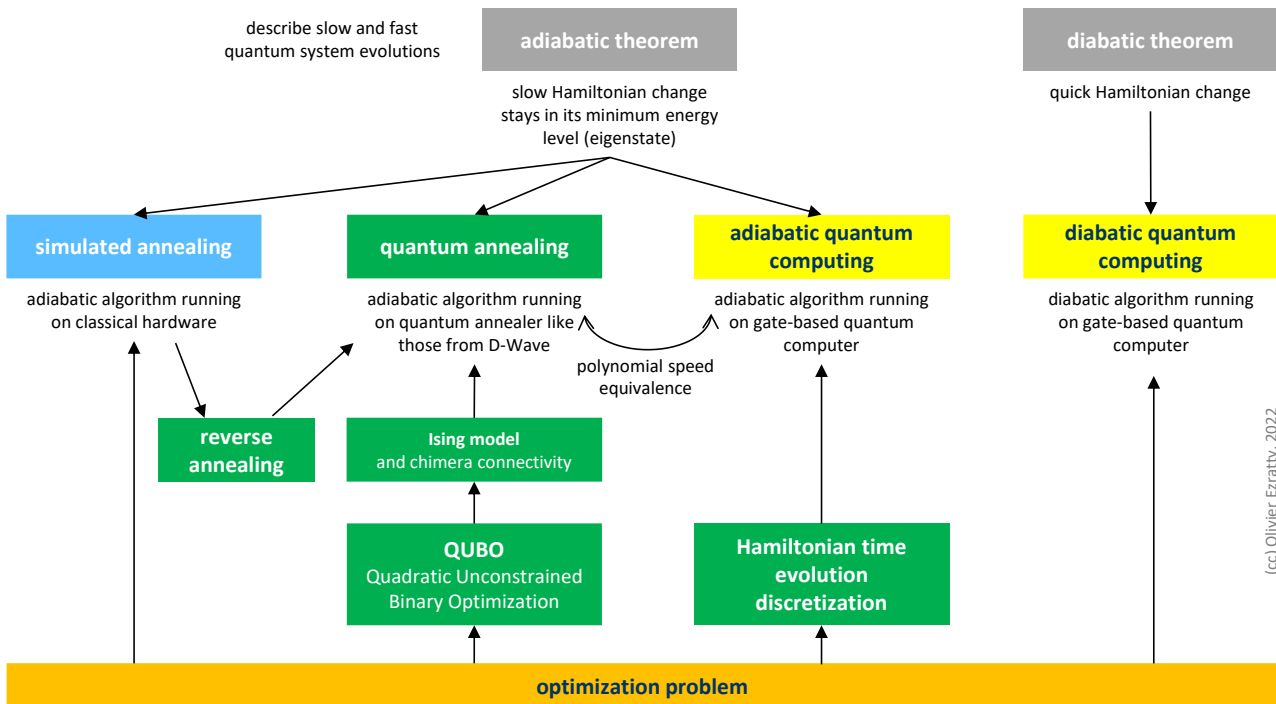 describe slow and fast
quantum system evolutions
adiabatic theorem
diabatic theorem
slow Hamiltonian change
stays in its minimum energy
level (eigenstate)
quick Hamiltonian change
simulated annealing
quantum annealing
adiabatic quantum
computing
diabatic quantum
computing
adiabatic algorithm running
on classical hardware
adiabatic algorithm running
on quantum annealer like
those from D-Wave
adiabatic algorithm running
on gate-based quantum
computer
diabatic algorithm running
on gate-based quantum
computer
polynomial speed
equivalence
reverse
annealing
Ising model
and chimera connectivity
QUBO
Quadratic Unconstrained
Binary Optimization
Hamiltonian time
evolution
discretization
optimization problem
(cc) Olivier Ezratty, 2022